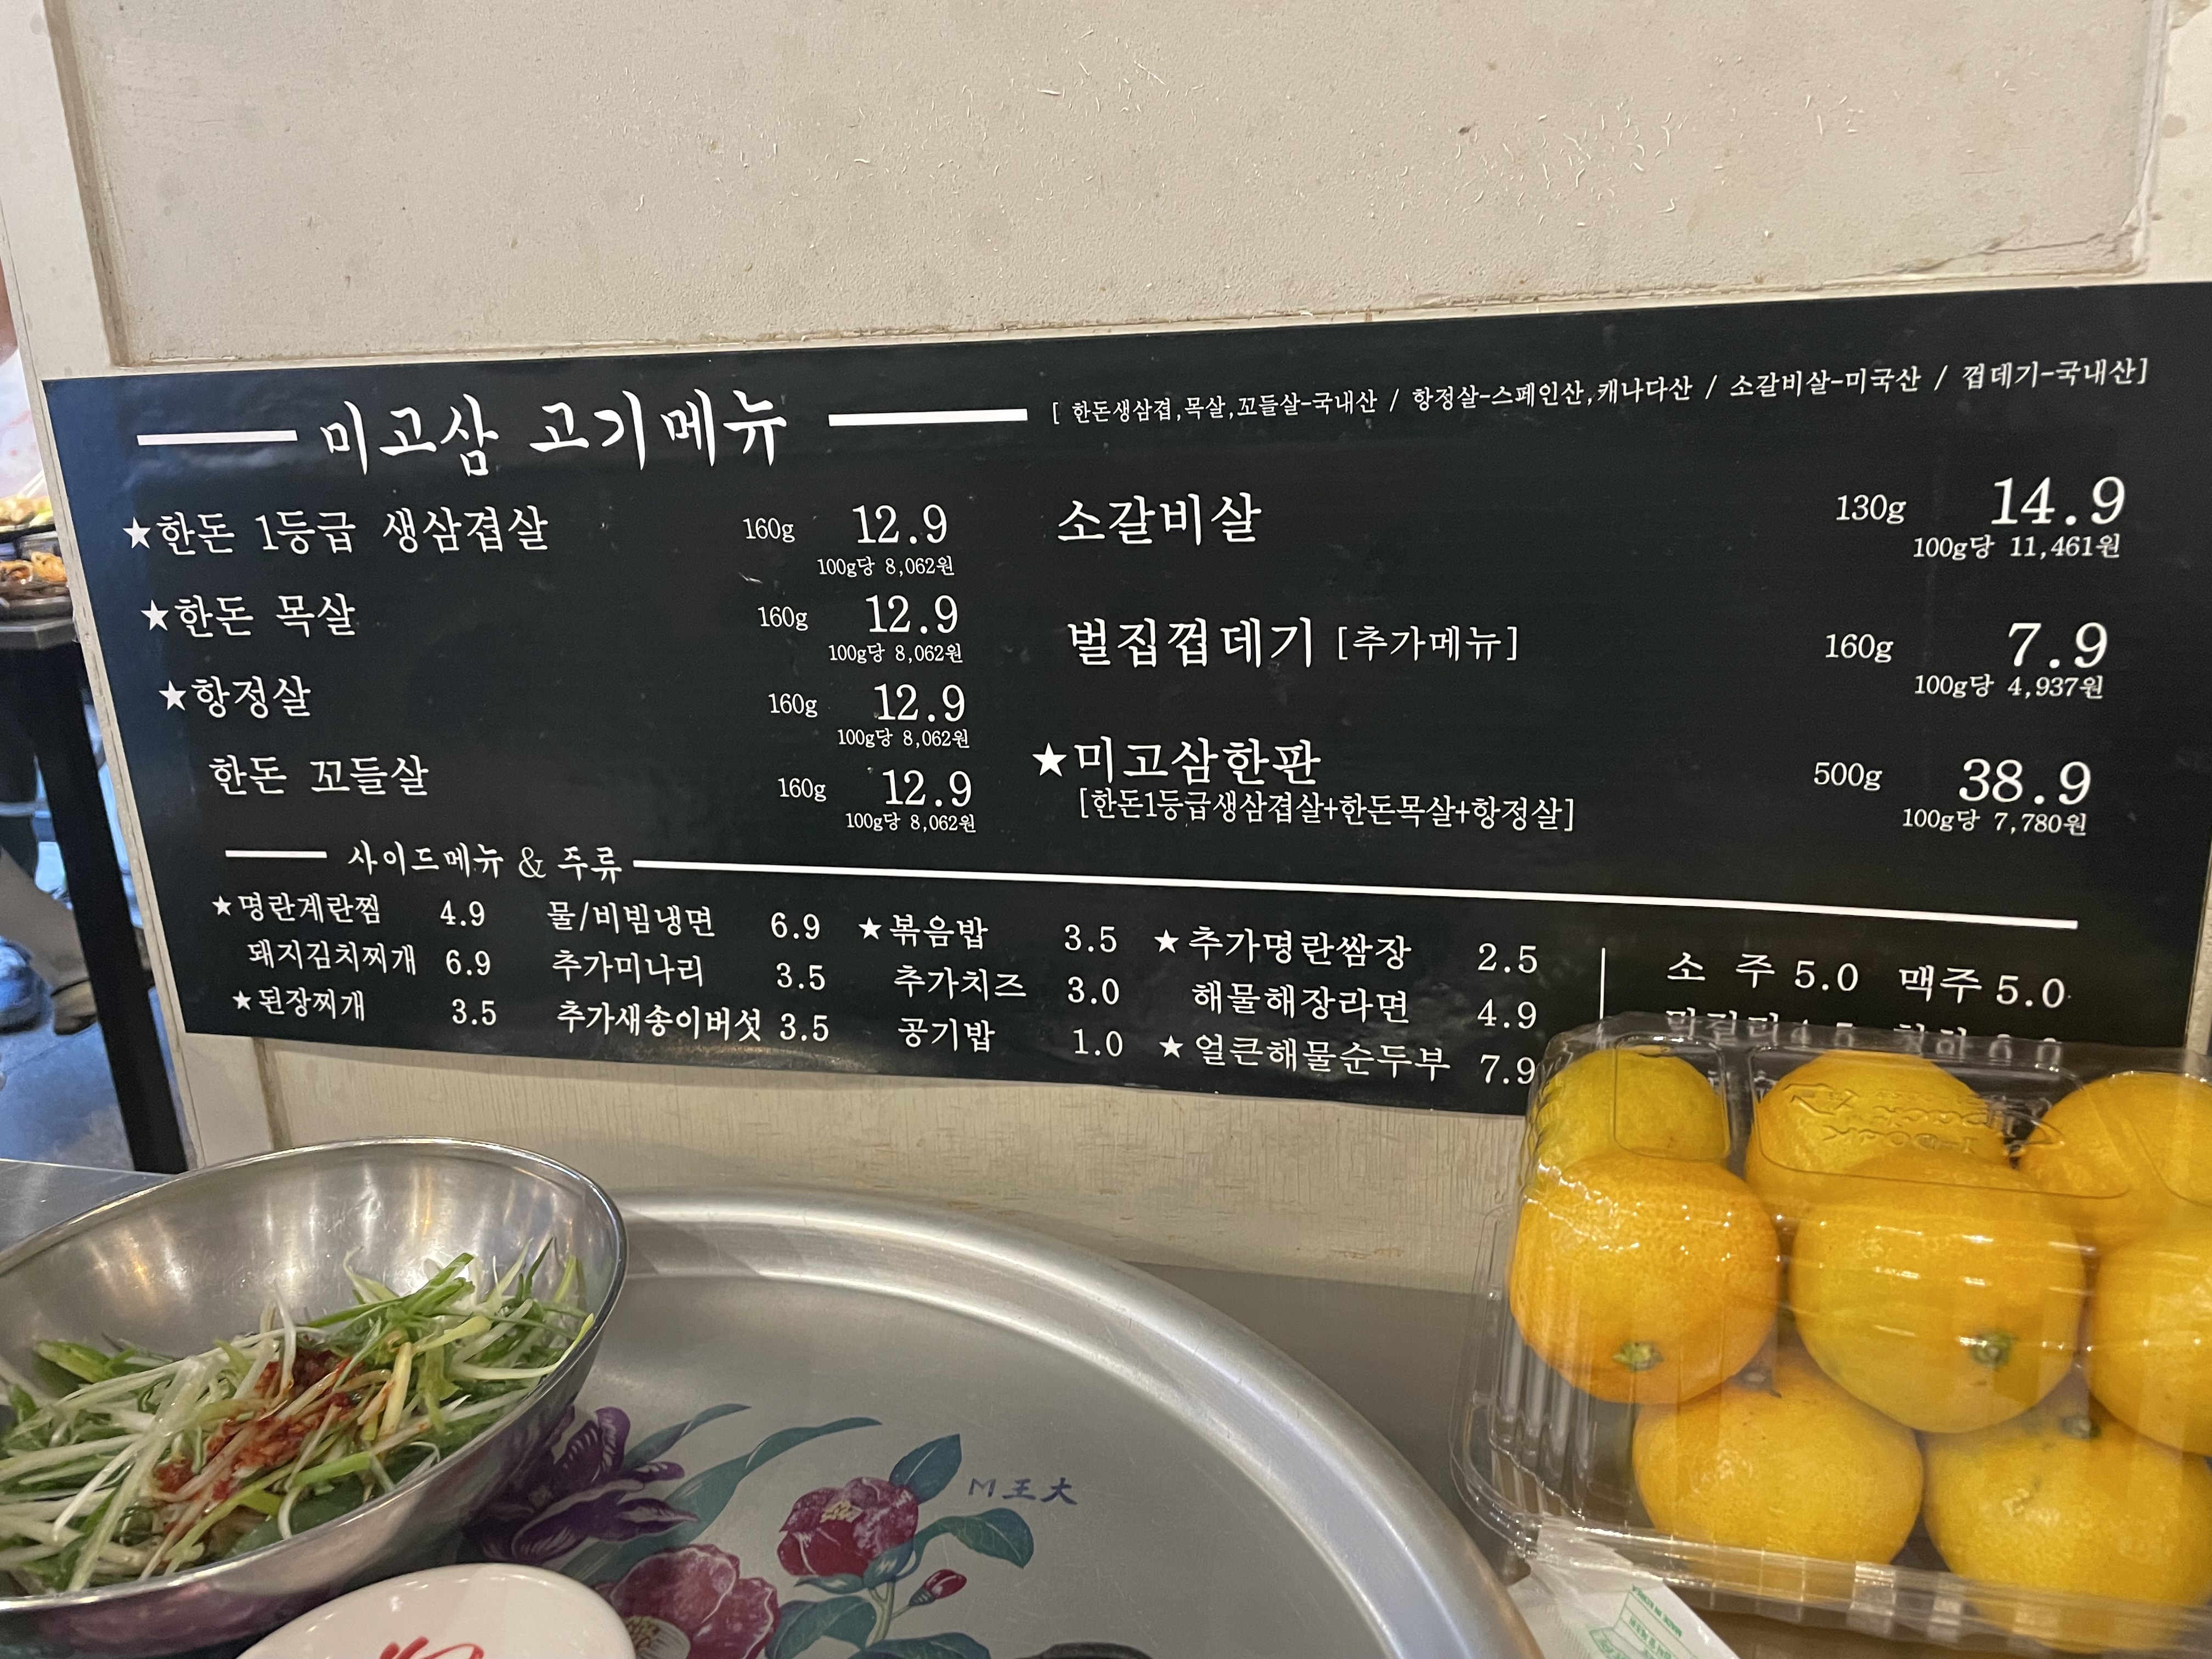 미고삼 고기메뉴
[ 한돈생삼겹,목살,꼬들살-국내산 / 항정살-스페인산,캐나다산 / 소갈비살-미국산 / 껍데기-국내산]
★한돈 1등급 생삼겹살 160g 12.9
100g당 8,062원
★한돈 목살 160g 12.9
100g당 8,062원
★항정살 160g 12.9
100g당 8,062원
한돈 꼬들살 160g 12.9
100g당 8,062원
소갈비살 130g 14.9
100g당 11,461원
벌집껍데기 [추가메뉴] 160g 7.9
100g당 4,937원
★미고삼한판 500g 38.9
[한돈1등급생삼겹살+한돈목살+항정살] 100g당 7,780원
사이드메뉴 & 주류
★명란계란찜 4.9 물/비빔냉면 6.9 ★볶음밥 3.5 ★추가명란쌈장 2.5 소 주 5.0 맥주 5.0
돼지김치찌개 6.9 추가미나리 3.5 추가치즈 3.0 해물해장라면 4.9
★된장찌개 3.5 추가새송이버섯 3.5 공기밥 1.0 ★얼큰해물순두부 7.9
M王大